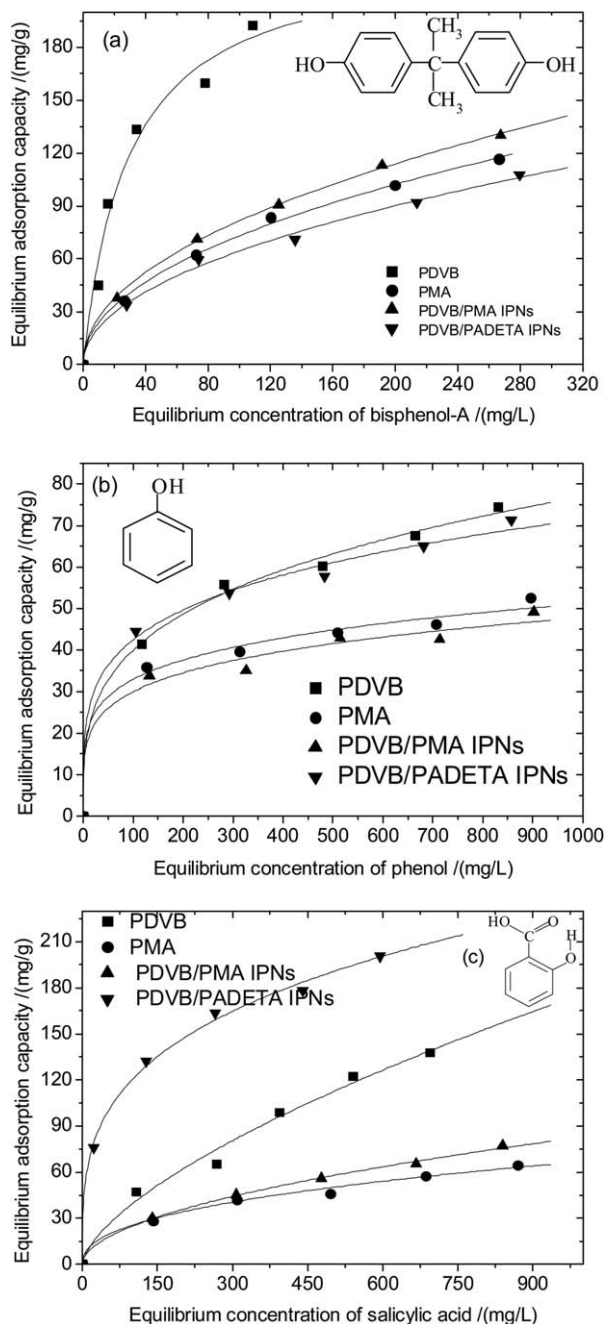 (a)
CH3
HO
C
OH
CH3
Equilibrium adsorption capacity /(mg/g)
180
150
120
90
60
30
0
PDVB
PMA
PDVB/PMA IPNs
PDVB/PADETA IPNs
0 40 80 120 160 200 240 280 320
Equilibrium concentration of bisphenol-A /(mg/L)
(b)
OH
Equilibrium adsorption capacity /(mg/g)
80
70
60
50
40
30
20
10
0
PDVB
PMA
PDVB/PMA IPNs
PDVB/PADETA IPNs
0 100 200 300 400 500 600 700 800 900 1000
Equilibrium concentration of phenol /(mg/L)
PDVB
PMA
PDVB/PMA IPNs
PDVB/PADETA IPNs
(c)
HO
O
C
H
O
Equilibrium adsorption capacity /(mg/g)
210
180
150
120
90
60
30
0
0 150 300 450 600 750 900
Equilibrium concentration of salicylic acid /(mg/L)